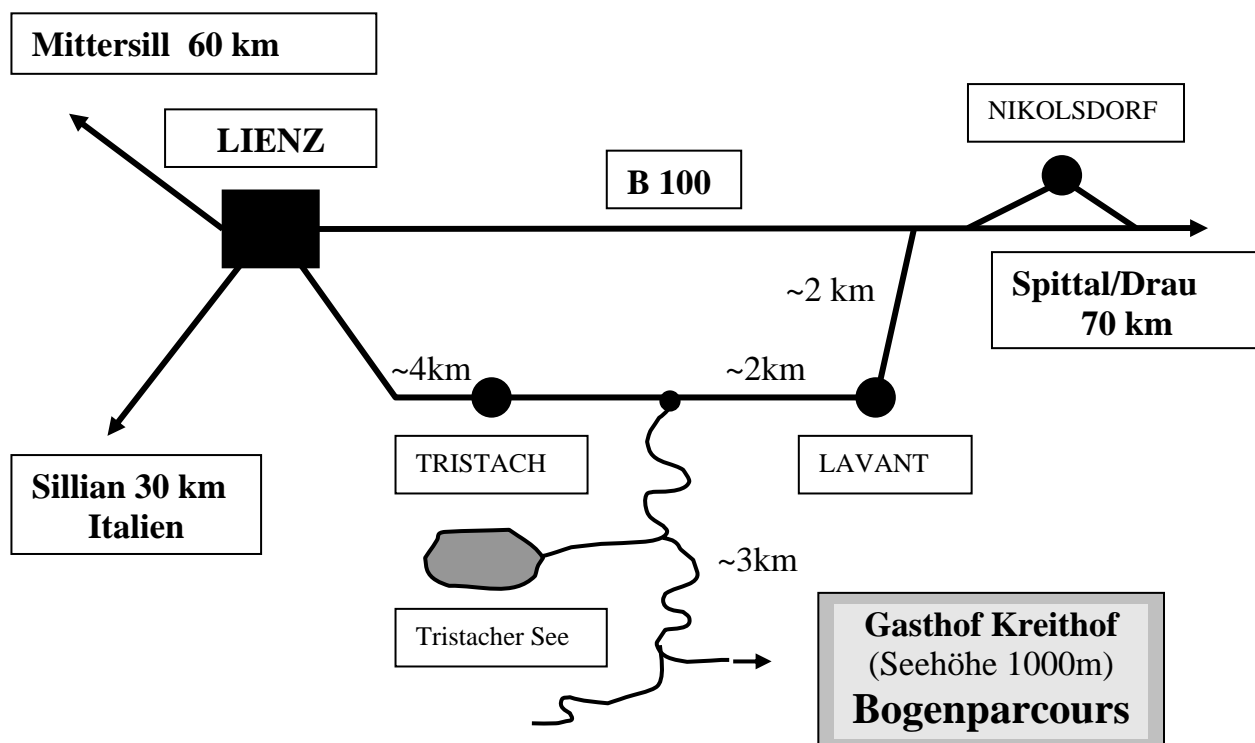 Mittersill 60 km
LIENZ
NIKOLSDORF
B 100
~2 km
Spittal/Drau
70 km
~4km
~2km
TRISTACH
LAVANT
Sillian 30 km
Italien
~3km
Tristacher See
Gasthof Kreithof
(Seehöhe 1000m)
Bogenparcours